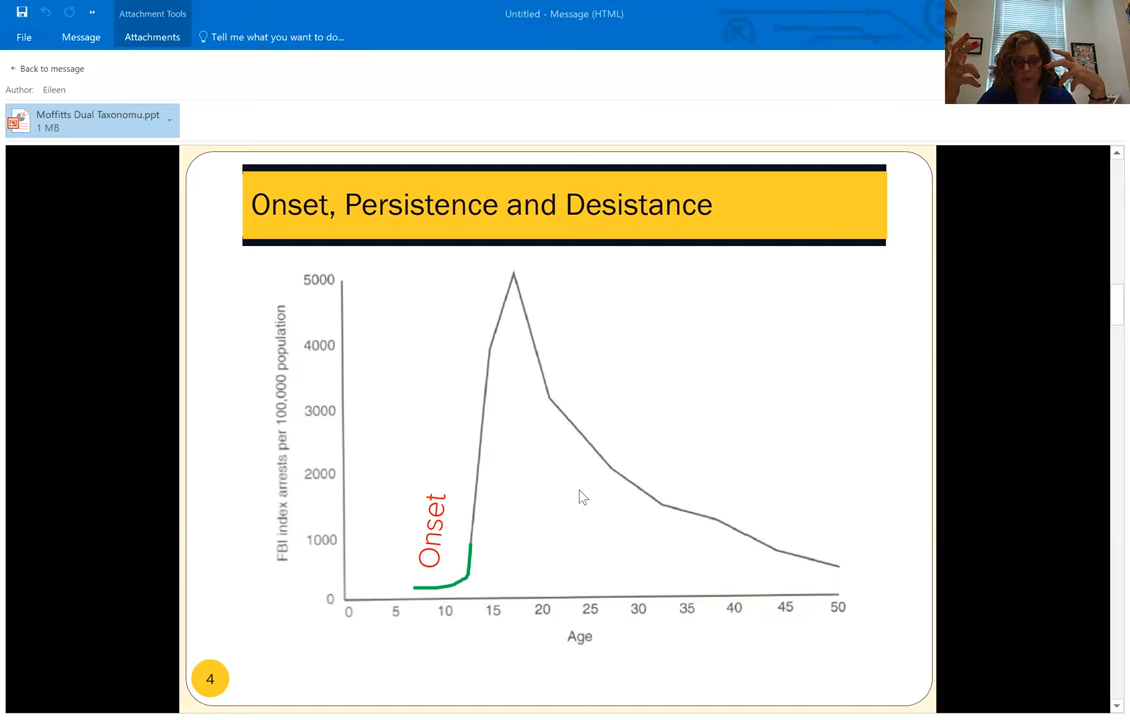 Attachment Tools
Untitled - Message (HTML)
File
Message
Attachments
Tell me what you want to do...
Back to message
Author: Eileen
Moffitts Dual Taxonomu.ppt
1 MB
Onset, Persistence and Desistance
FBI index arrests per 100,000 population
5000
4000
3000
2000
1000
0
Onset
0 5 10 15 20 25 30 35 40 45 50
Age
4